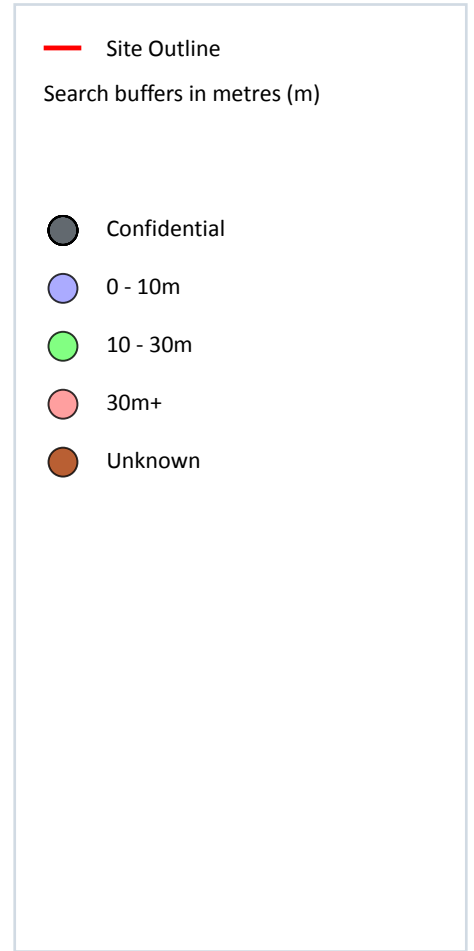 Site Outline
Search buffers in metres (m)
Confidential
0 - 10m
10 - 30m
30m+
Unknown